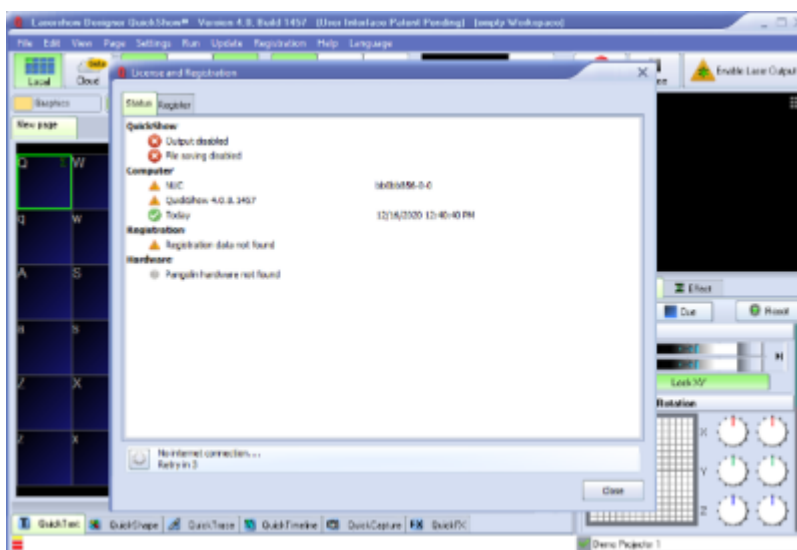 Lasershow Designer QuickShow® Version 4.0, Build 1457 (User Interface Patent Pending) [empty Workspace]
File Edit View Page Settings Run Update Registration Help Language
Local
Beta
Cloud
Enable Laser Output
Graphics
New page
License and Registration
Status Register
QuickShow
Output disabled
File saving disabled
Computer
QuickShow 4.0.0.1457
Today 12/16/2020 12:40:40 PM
Registration
Registration data not found
Hardware
Pangolin hardware not found
No internet connection...
Retry in 3
Close
Q W
q w
A S
Z X
z x
Effect
Cue Reset
Lock XY
Rotation
X
Y
Z
QuickText QuickShape QuickTrace QuickTimeline QuickCapture FX QuickFX
Demo Projector 1